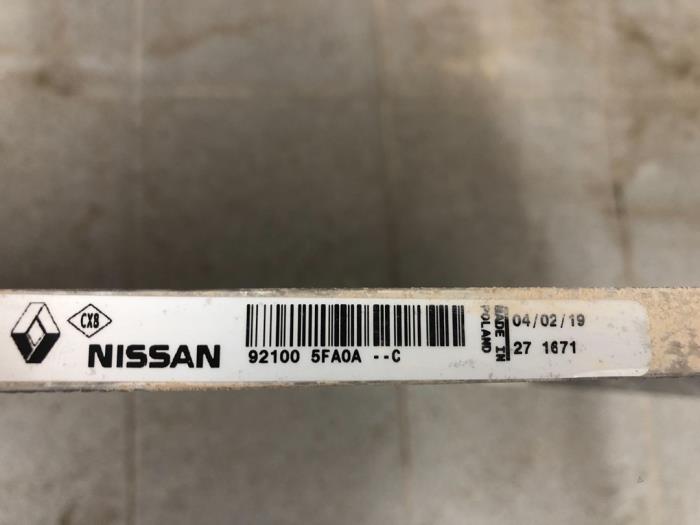 CX8
NISSAN
92100 5FA0A --C
MADE IN
POLAND
04/02/19
27 1671